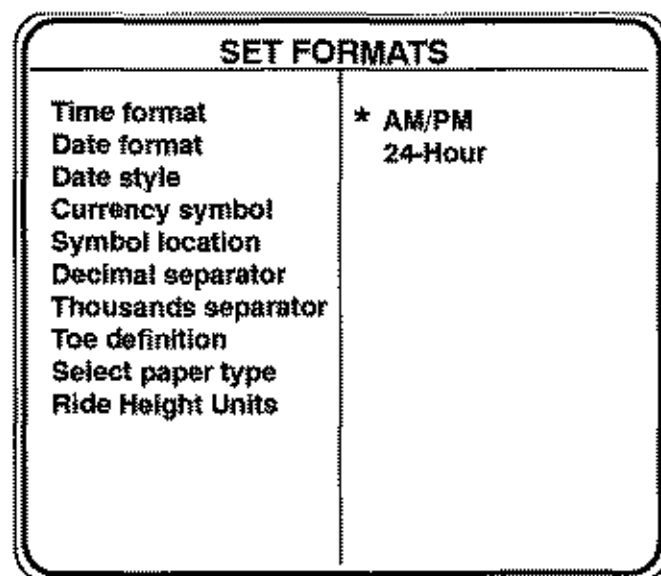 SET FORMATS
Time format
Date format
Date style
Currency symbol
Symbol location
Decimal separator
Thousands separator
Toe definition
Select paper type
Ride Height Units
* AM/PM
24-Hour